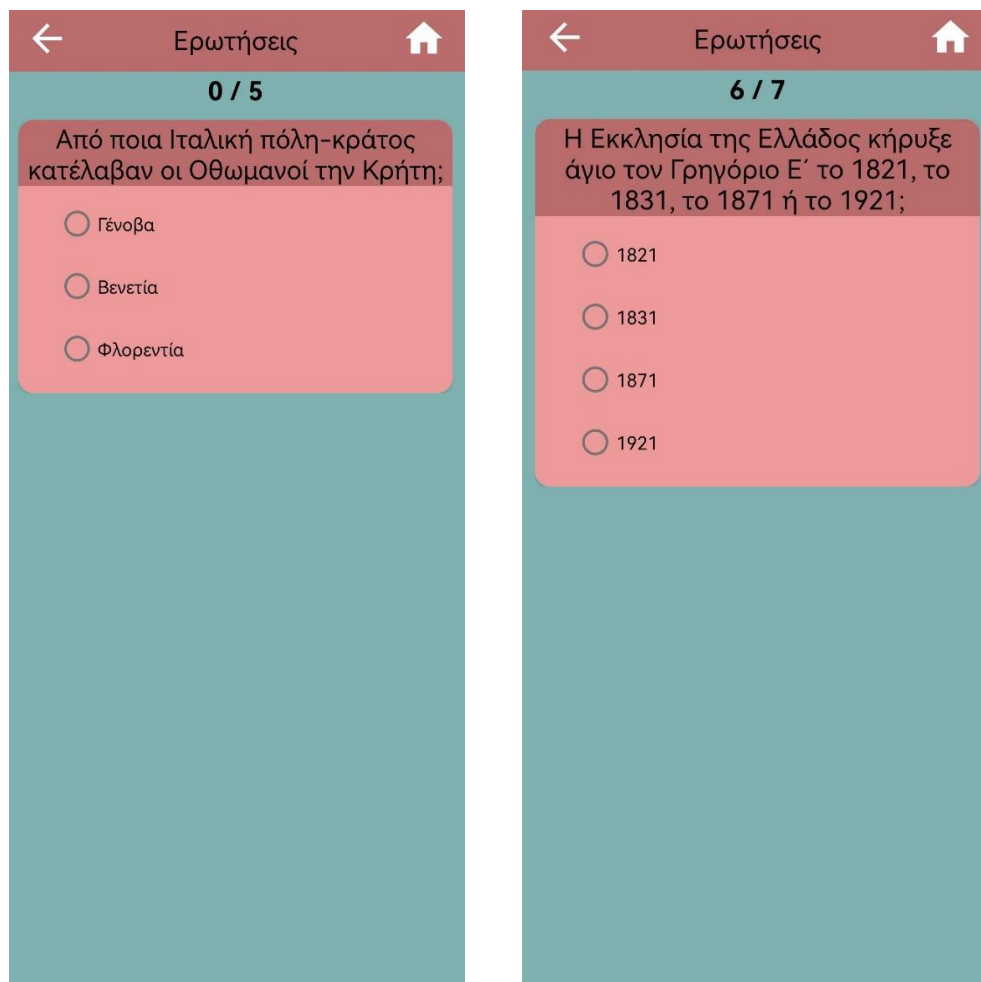 Ερωτήσεις
0 / 5
Από ποια Ιταλική πόλη-κράτος
κατέλαβαν οι Οθωμανοί την Κρήτη;
Γένοβα
Βενετία
Φλορεντία
Ερωτήσεις
6 / 7
Η Εκκλησία της Ελλάδος κήρυξε
άγιο τον Γρηγόριο Ε΄ το 1821, το
1831, το 1871 ή το 1921;
1821
1831
1871
1921